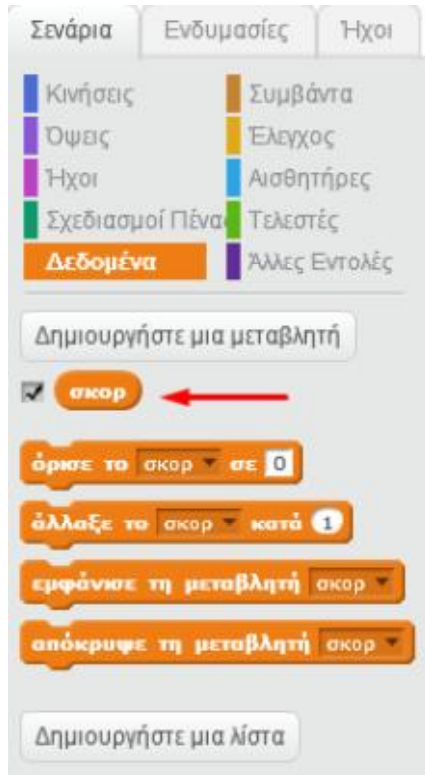 Σενάρια Ενδυμασίες Ήχοι
Κινήσεις Συμβάντα
Όψεις Έλεγχος
Ήχοι Αισθητήρες
Σχεδιασμοί Πένας Τελεστές
Δεδομένα Άλλες Εντολές
Δημιουργήστε μια μεταβλητή
σκορ
όρισε το σκορ σε 0
άλλαξε το σκορ κατά 1
εμφάνισε τη μεταβλητή σκορ
απόκρυψε τη μεταβλητή σκορ
Δημιουργήστε μια λίστα